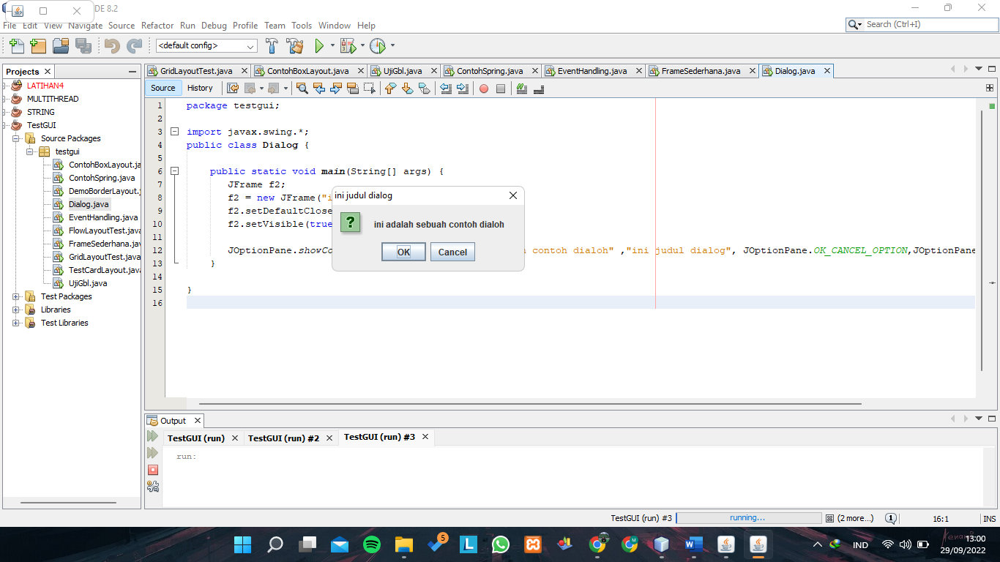 DE 8.2
File Edit View Navigate Source Refactor Run Debug Profile Team Tools Window Help
Search (Ctrl+I)
<default config>
Projects
GridLayoutTest.java ContohBoxLayout.java UjiGbl.java ContohSpring.java EventHandling.java FrameSederhana.java Dialog.java
Source History
LATIHAN4
MULTITHREAD
STRING
TestGUI
Source Packages
testgui
ContohBoxLayout.ja
ContohSpring.java
DemoBorderLayout.
Dialog.java
EventHandling.java
FlowLayoutTest.java
FrameSederhana.jav
GridLayoutTest.java
TestCardLayout.java
UjiGbl.java
Test Packages
Libraries
Test Libraries
1 package testgui;
2
3 import javax.swing.*;
4 public class Dialog {
5
6 public static void main(String[] args) {
7 JFrame f2;
8 f2 = new JFrame("i
9 f2.setDefaultClose
10 f2.setVisible(true
11
12 JOptionPane.showCo contoh dialoh" ,"ini judul dialog", JOptionPane.OK_CANCEL_OPTION,JOptionPane
13 }
14
15 }
16
ini judul dialog
?
ini adalah sebuah contoh dialoh
OK Cancel
Output
TestGUI (run) TestGUI (run) #2 TestGUI (run) #3
run:
TestGUI (run) #3 running... (2 more...) 1 16:1 INS
5
L
IND
13:00
29/09/2022